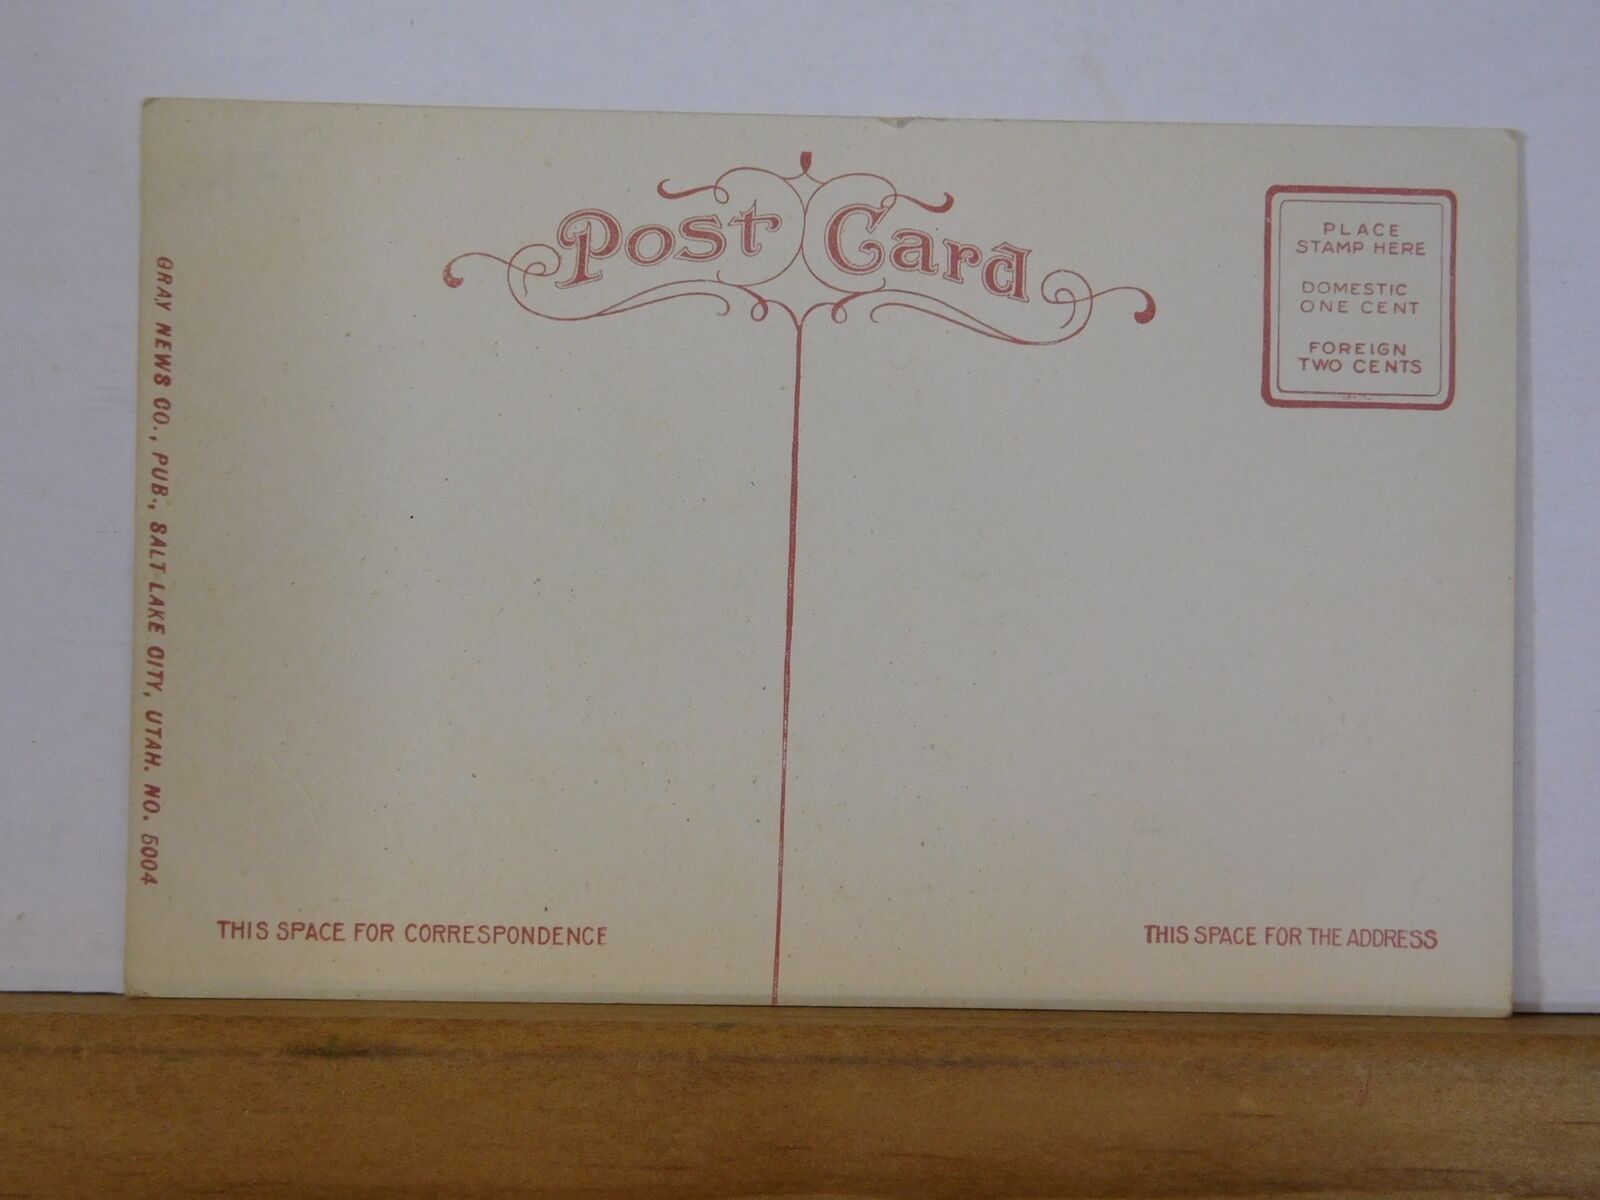 Post Card
PLACE
STAMP HERE
DOMESTIC
ONE CENT
FOREIGN
TWO CENTS
GRAY NEWS CO., PUB., SALT LAKE CITY, UTAH. NO. 5004
THIS SPACE FOR CORRESPONDENCE
THIS SPACE FOR THE ADDRESS